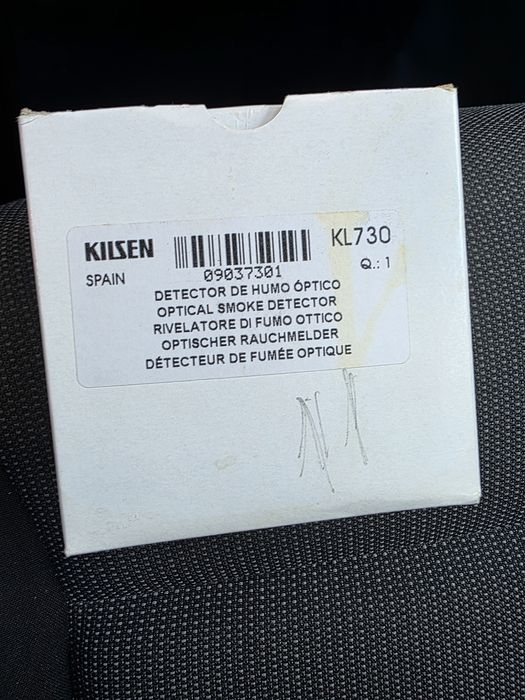 KILSEN
KL730
SPAIN
09037301
Q.: 1
DETECTOR DE HUMO ÓPTICO
OPTICAL SMOKE DETECTOR
RIVELATORE DI FUMO OTTICO
OPTISCHER RAUCHMELDER
DÉTECTEUR DE FUMÉE OPTIQUE